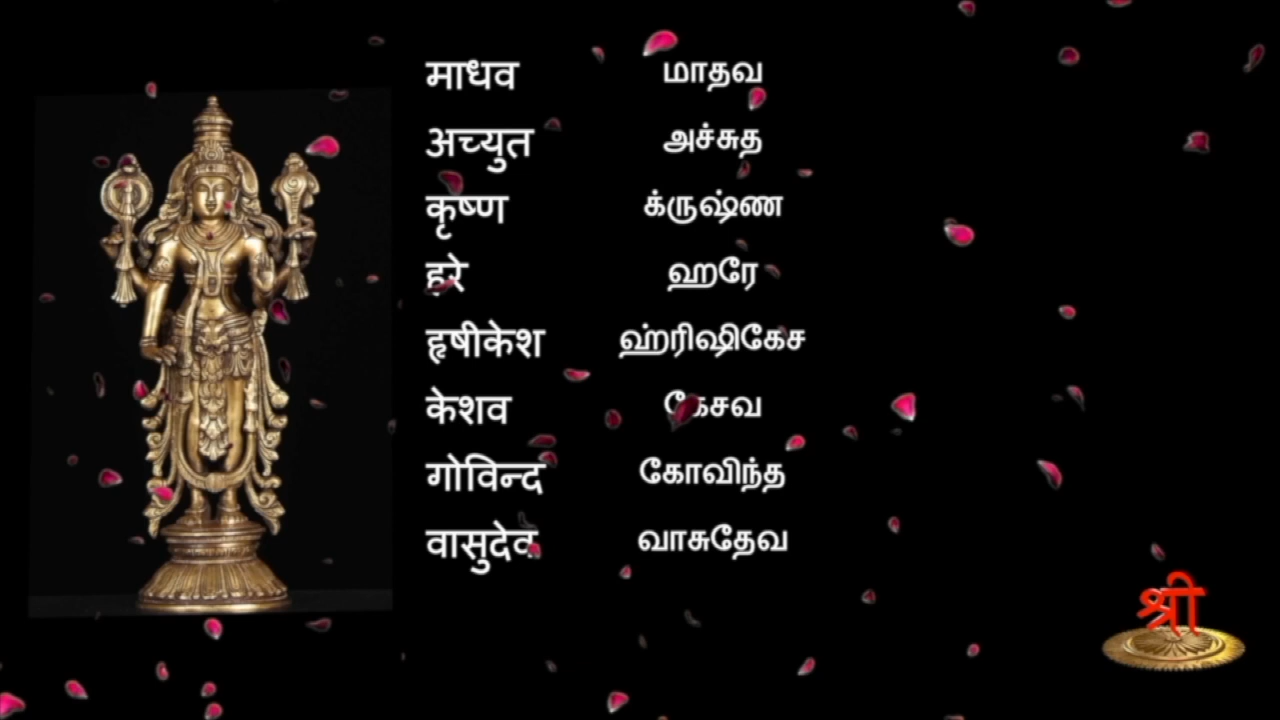 माधव மாதவ
अच्युत அச்சுத
कृष्ण க்ருஷ்ண
हरे ஹரே
हृषीकेश ஹ்ரிஷிகேச
केशव கேசவ
गोविन्द கோவிந்த
वासुदेव வாசுதேவ
श्री